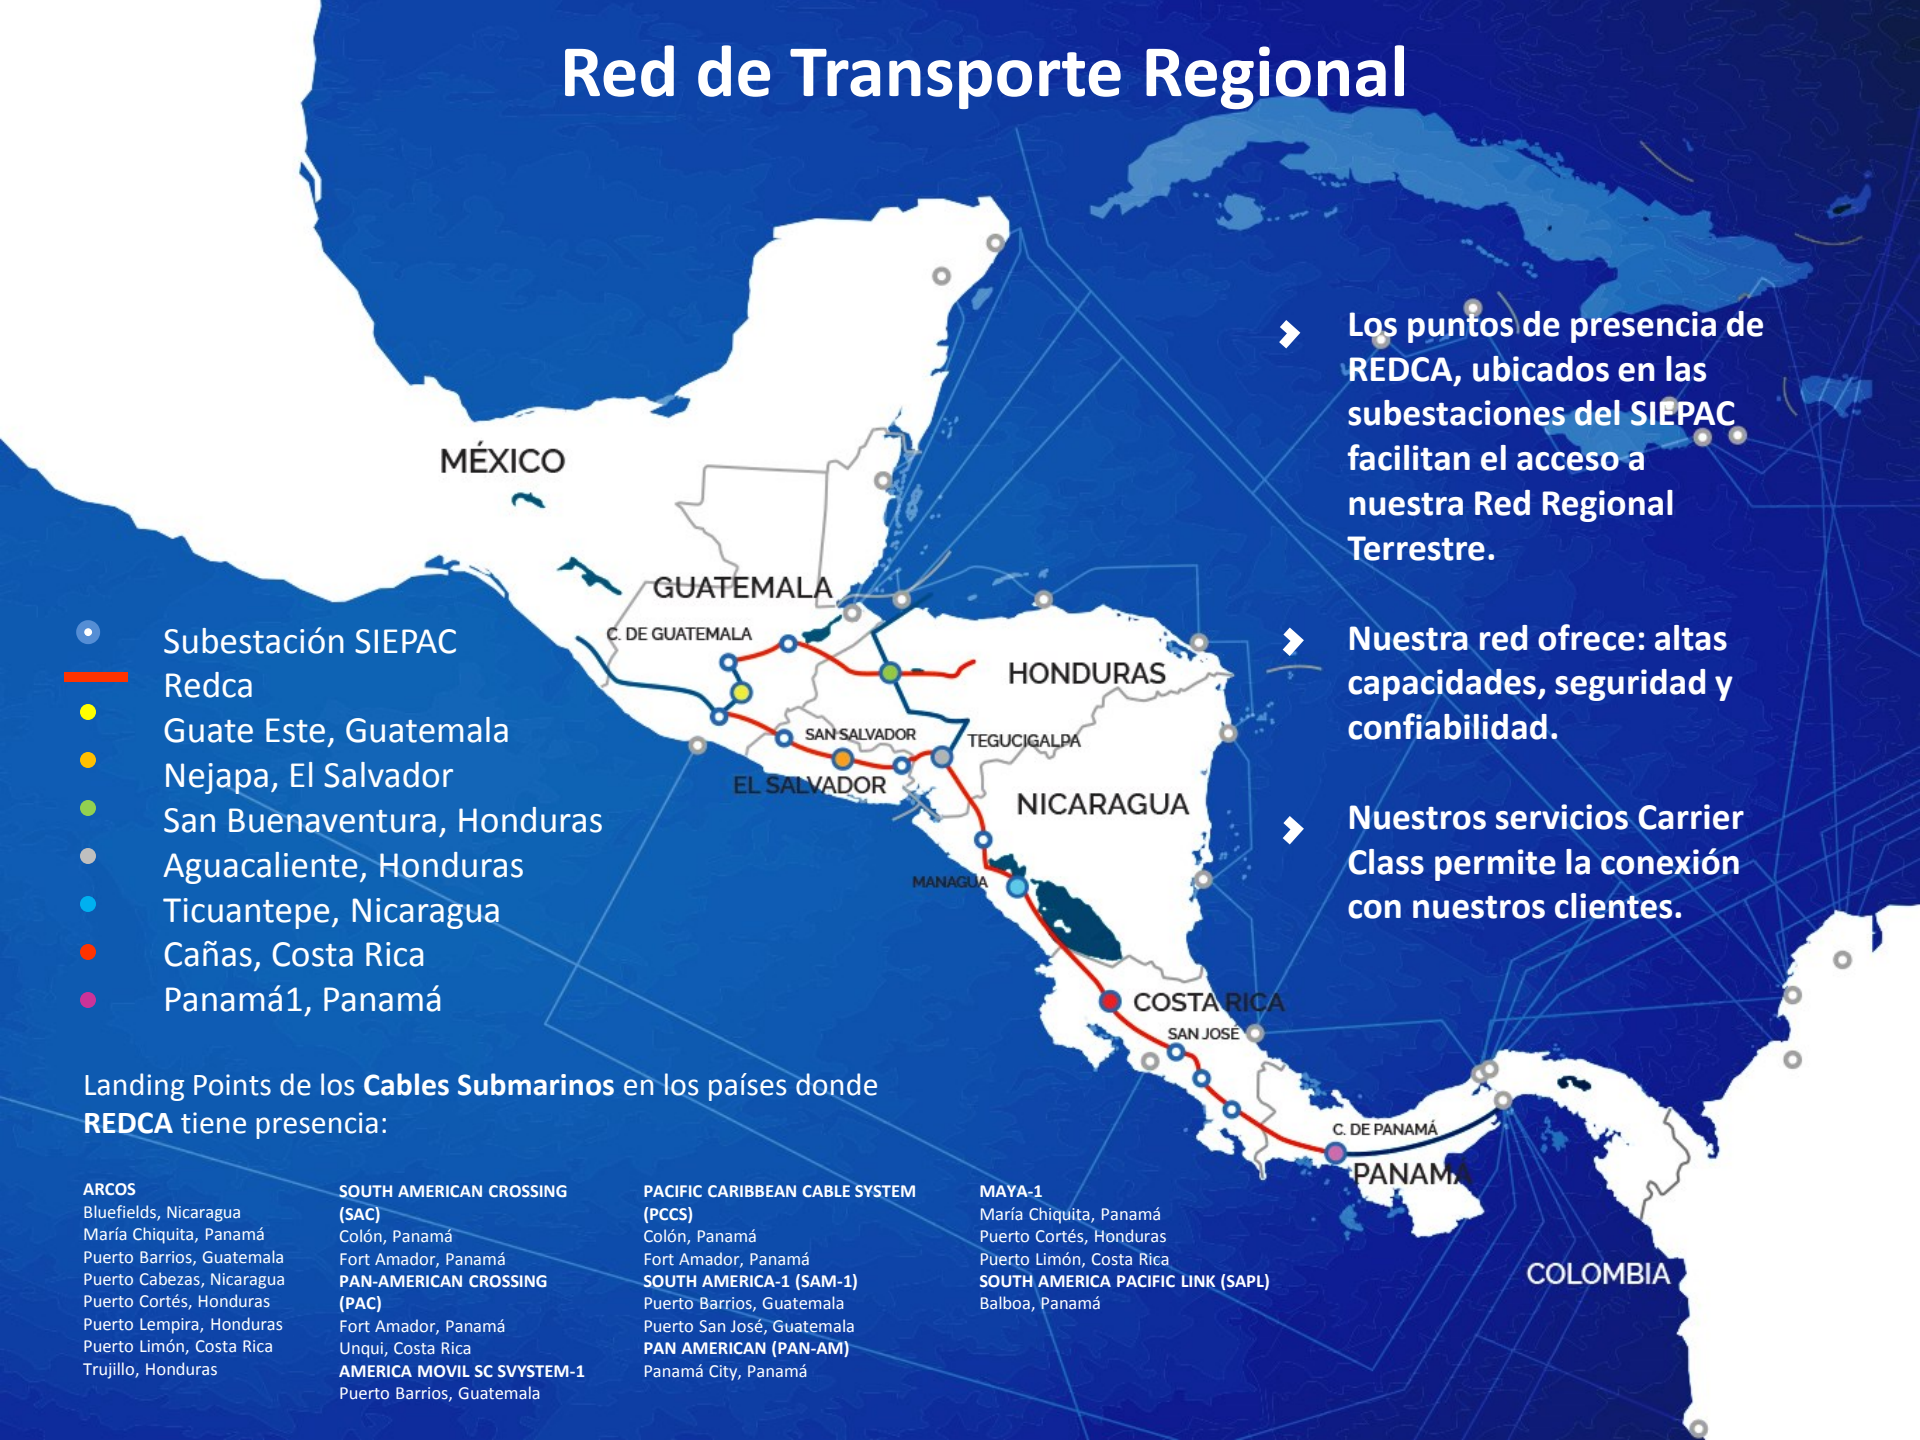 Red de Transporte Regional
Los puntos de presencia de
REDCA, ubicados en las
subestaciones del SIEPAC
facilitan el acceso a
nuestra Red Regional
Terrestre.
Nuestra red ofrece: altas
capacidades, seguridad y
confiabilidad.
Nuestros servicios Carrier
Class permite la conexión
con nuestros clientes.
MÉXICO
GUATEMALA
C. DE GUATEMALA
HONDURAS
SAN SALVADOR
TEGUCIGALPA
EL SALVADOR
NICARAGUA
MANAGUA
COSTA RICA
SAN JOSÉ
C. DE PANAMÁ
PANAMÁ
COLOMBIA
Subestación SIEPAC
Redca
Guate Este, Guatemala
Nejapa, El Salvador
San Buenaventura, Honduras
Aguacaliente, Honduras
Ticuantepe, Nicaragua
Cañas, Costa Rica
Panamá1, Panamá
Landing Points de los Cables Submarinos en los países donde
REDCA tiene presencia:
ARCOS
Bluefields, Nicaragua
María Chiquita, Panamá
Puerto Barrios, Guatemala
Puerto Cabezas, Nicaragua
Puerto Cortés, Honduras
Puerto Lempira, Honduras
Puerto Limón, Costa Rica
Trujillo, Honduras
SOUTH AMERICAN CROSSING
(SAC)
Colón, Panamá
Fort Amador, Panamá
PAN-AMERICAN CROSSING
(PAC)
Fort Amador, Panamá
Unqui, Costa Rica
AMERICA MOVIL SC SVYSTEM-1
Puerto Barrios, Guatemala
PACIFIC CARIBBEAN CABLE SYSTEM
(PCCS)
Colón, Panamá
Fort Amador, Panamá
SOUTH AMERICA-1 (SAM-1)
Puerto Barrios, Guatemala
Puerto San José, Guatemala
PAN AMERICAN (PAN-AM)
Panamá City, Panamá
MAYA-1
María Chiquita, Panamá
Puerto Cortés, Honduras
Puerto Limón, Costa Rica
SOUTH AMERICA PACIFIC LINK (SAPL)
Balboa, Panamá